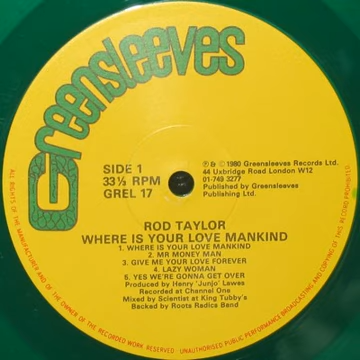 Greensleeves
SIDE 1
33⅓ RPM
GREL 17
℗ & © 1980 Greensleeves Records Ltd.
44 Uxbridge Road London W12
01-749 3277
Published by Greensleeves
Publishing Ltd.
ROD TAYLOR
WHERE IS YOUR LOVE MANKIND
1. WHERE IS YOUR LOVE MANKIND
2. MR MONEY MAN
3. GIVE ME YOUR LOVE FOREVER
4. LAZY WOMAN
5. YES WE'RE GONNA GET OVER
Produced by Henry 'Junjo' Lawes
Recorded at Channel One
Mixed by Scientist at King Tubby's
Backed by Roots Radics Band
ALL RIGHTS OF THE MANUFACTURER AND OF THE OWNER OF THE RECORDED WORK RESERVED UNAUTHORISED PUBLIC PERFORMANCE BROADCASTING AND COPYING OF THIS RECORD PROHIBITED